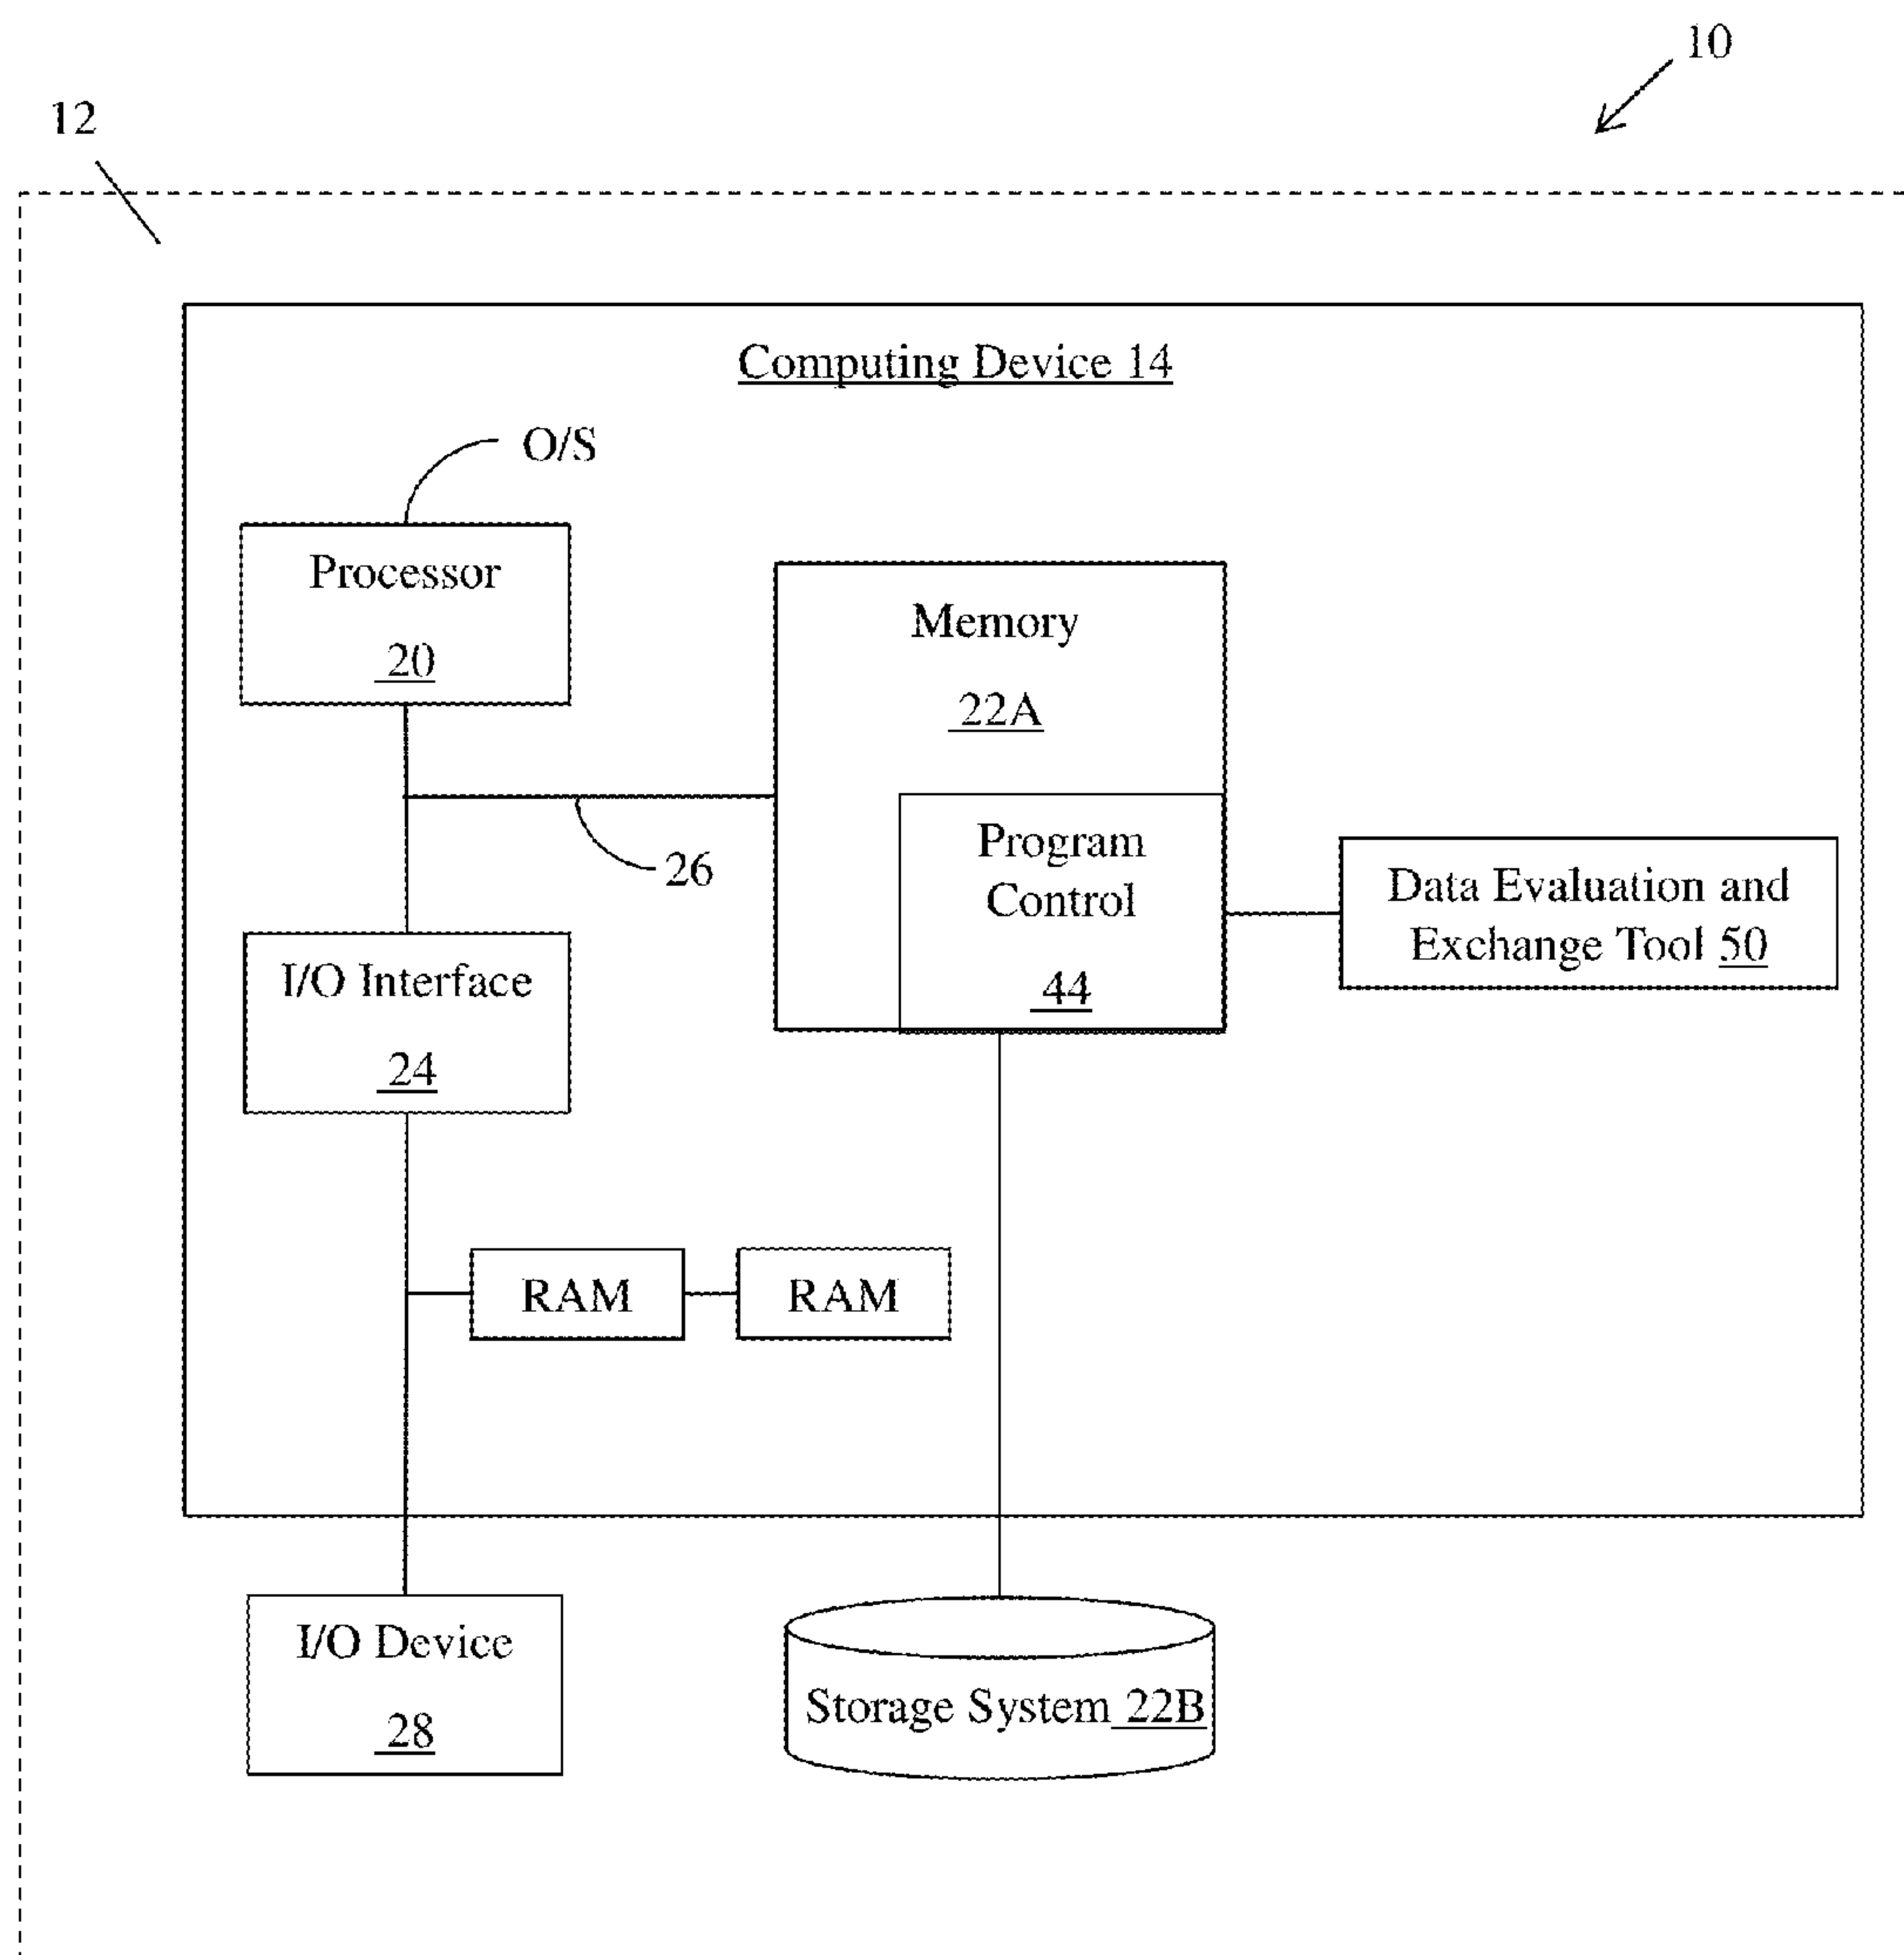 10
12
Computing Device 14
O/S
Processor
20
Memory
22A
26
Program
Control
44
Data Evaluation and
Exchange Tool 50
I/O Interface
24
RAM
RAM
I/O Device
28
Storage System 22B